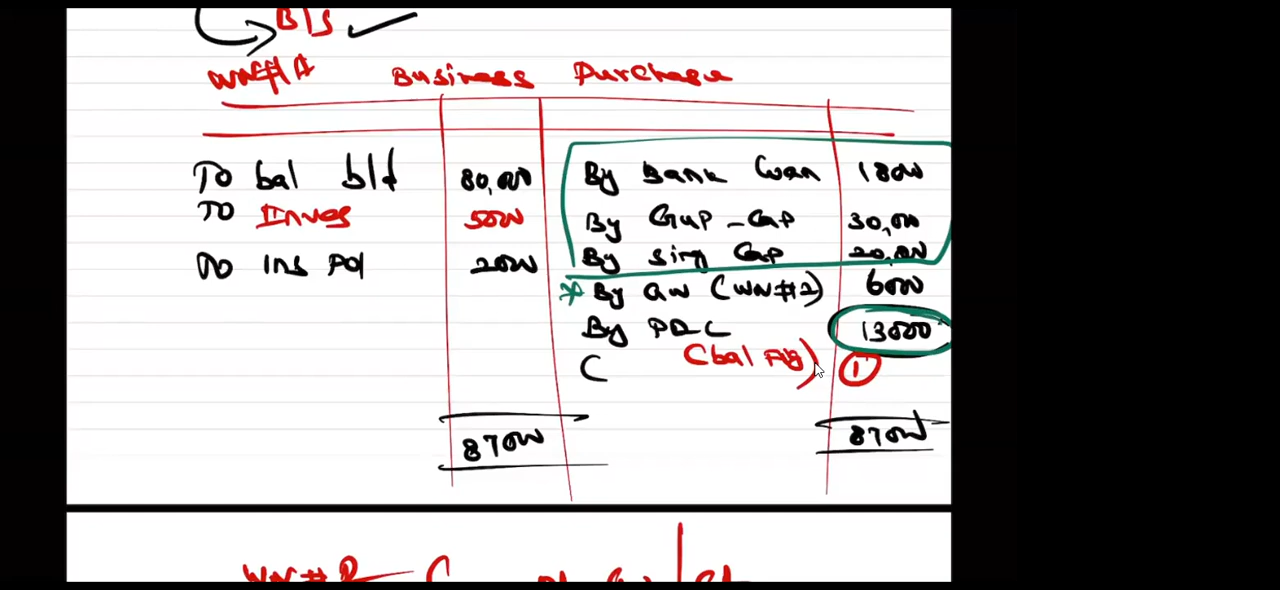 B/S
WN#1 Business Purchase
To bal b/d 80,000 By Bank Loan 18000
To Inves 5000 By Gup - Cap 30,000
By Sing Cap 20,000
To Ins Pol 2000
By GW (WN#2) 6000
By P&L 13000
( (bal fig) 1
87000 87000
WN#2